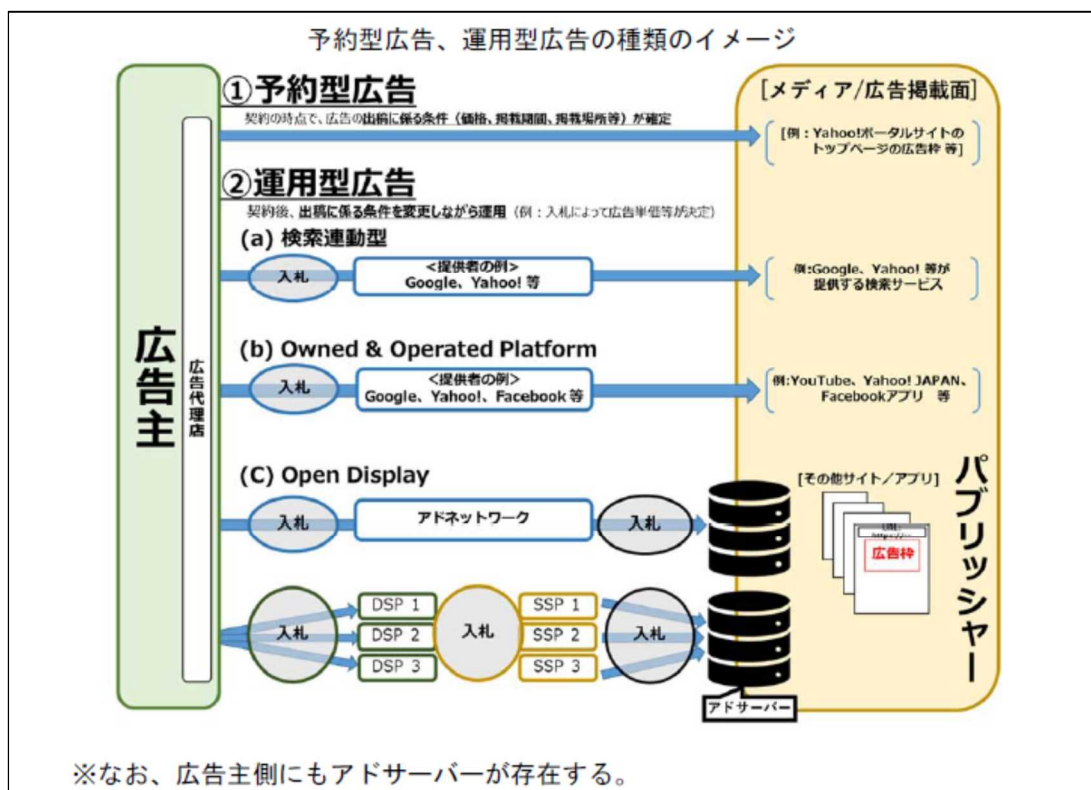 予約型広告、運用型広告の種類のイメージ
広告主
広告代理店
①予約型広告
契約の時点で、広告の出稿に係る条件（価格、掲載期間、掲載場所等）が確定
[メディア/広告掲載面]
[例：Yahoo!ポータルサイトの
トップページの広告枠 等]
②運用型広告
契約後、出稿に係る条件を変更しながら運用（例：入札によって広告単価等が決定）
(a) 検索連動型
入札
<提供者の例>
Google、Yahoo! 等
例:Google、Yahoo! 等が
提供する検索サービス
(b) Owned & Operated Platform
入札
<提供者の例>
Google、Yahoo!、Facebook 等
例:YouTube、Yahoo! JAPAN、
Facebookアプリ 等
(C) Open Display
入札
アドネットワーク
入札
[その他サイト／アプリ]
広告枠
パブリッシャー
入札
DSP 1
DSP 2
DSP 3
入札
SSP 1
SSP 2
SSP 3
入札
アドサーバー
※なお、広告主側にもアドサーバーが存在する。